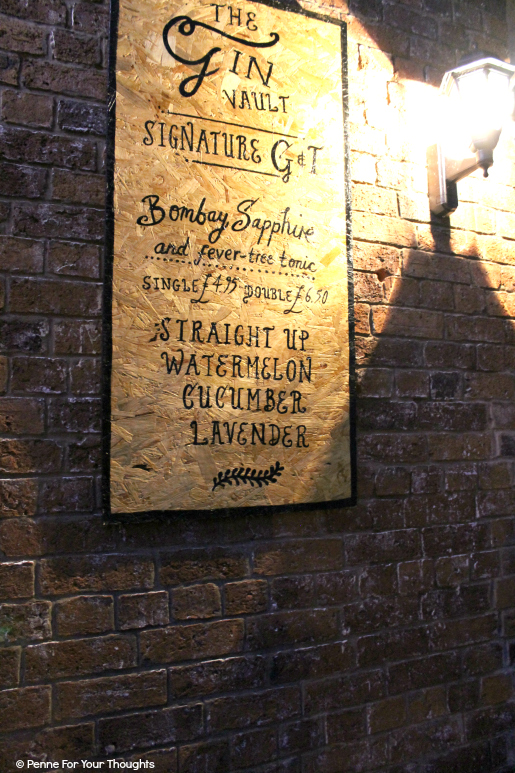 THE
GIN
VAULT
SIGNATURE G&T
Bombay Sapphire
and fever-tree tonic
SINGLE £4.95 DOUBLE £6.50
STRAIGHT UP
WATERMELON
CUCUMBER
LAVENDER
© Penne For Your Thoughts